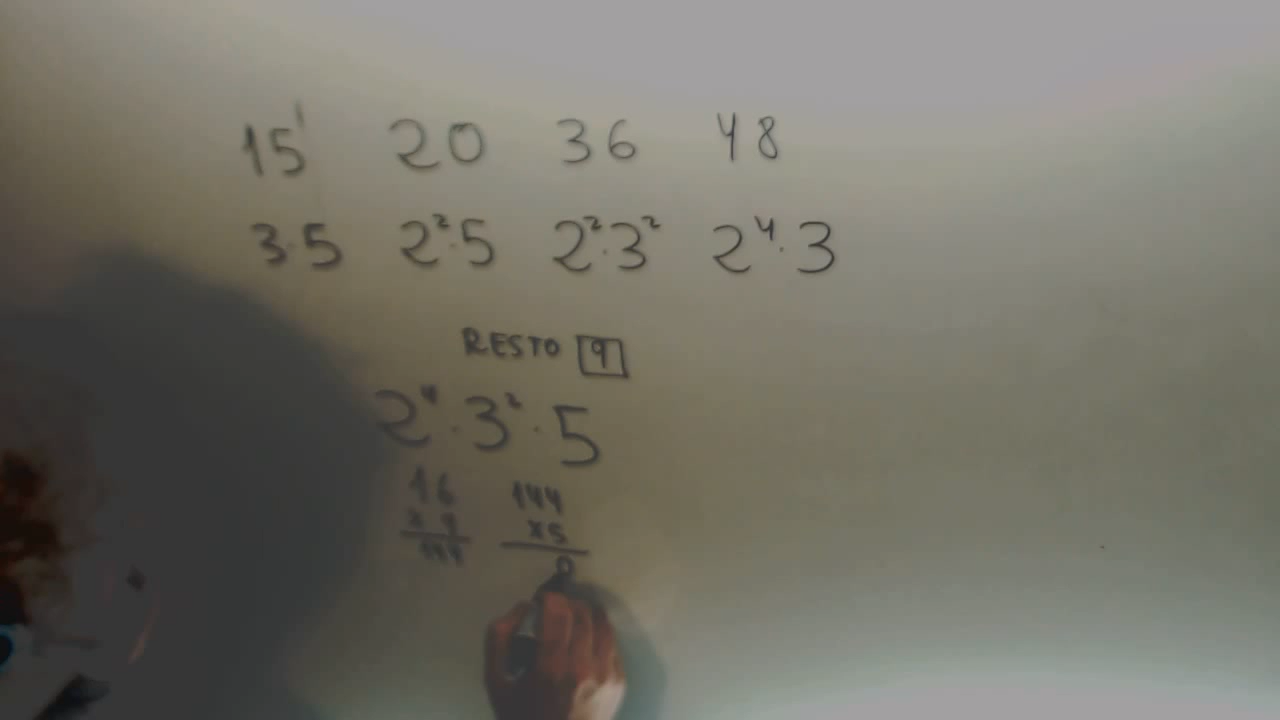 15 20 36 48
3·5 2²·5 2²·3² 2⁴·3
RESTO 9
2⁴·3²·5
16 144
x 9 x5
144 0